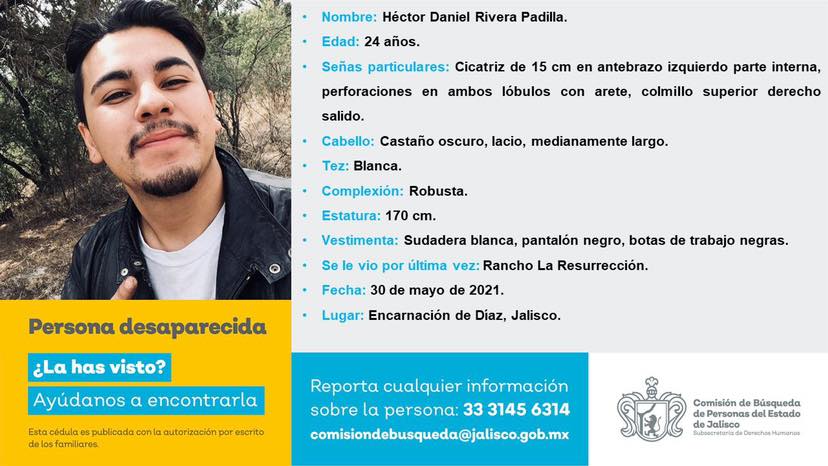 • Nombre: Héctor Daniel Rivera Padilla.
• Edad: 24 años.
• Señas particulares: Cicatriz de 15 cm en antebrazo izquierdo parte interna,
perforaciones en ambos lóbulos con arete, colmillo superior derecho
salido.
• Cabello: Castaño oscuro, lacio, medianamente largo.
• Tez: Blanca.
• Complexión: Robusta.
• Estatura: 170 cm.
• Vestimenta: Sudadera blanca, pantalón negro, botas de trabajo negras.
• Se le vio por última vez: Rancho La Resurrección.
• Fecha: 30 de mayo de 2021.
• Lugar: Encarnación de Díaz, Jalisco.
Persona desaparecida
¿La has visto?
Ayúdanos a encontrarla
Esta cédula es publicada con la autorización por escrito
de los familiares.
Reporta cualquier información
sobre la persona: 33 3145 6314
comisiondebusqueda@jalisco.gob.mx
Comisión de Búsqueda
de Personas del Estado
de Jalisco
Subsecretaría de Derechos Humanos